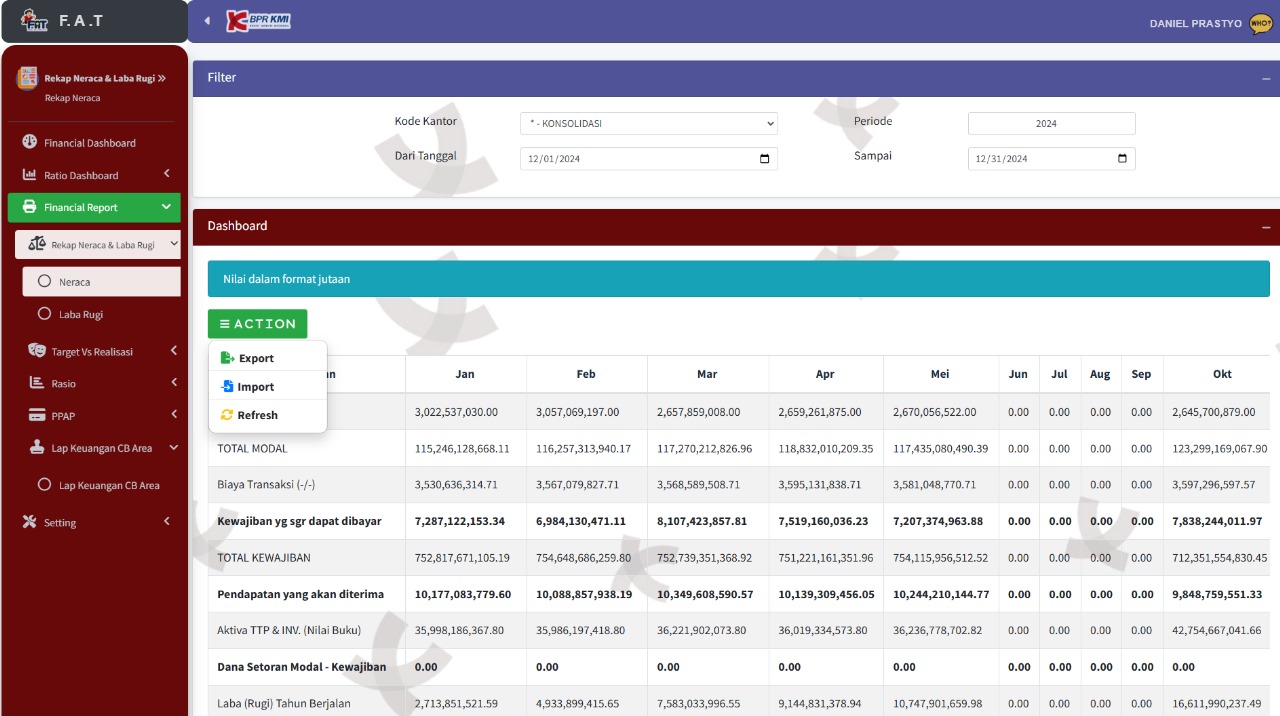 FAT
F. A .T
BPR KMI
DANIEL PRASTYO
WHO?
Rekap Neraca & Laba Rugi »
Rekap Neraca
Financial Dashboard
Ratio Dashboard
Financial Report
Rekap Neraca & Laba Rugi
Neraca
Laba Rugi
Target Vs Realisasi
Rasio
PPAP
Lap Keuangan CB Area
Lap Keuangan CB Area
Setting
Filter
Kode Kantor
* - KONSOLIDASI
Periode
2024
Dari Tanggal
12/01/2024
Sampai
12/31/2024
Dashboard
Nilai dalam format jutaan
ACTION
Export
Import
Refresh
Jan Feb Mar Apr Mei Jun Jul Aug Sep Okt
3,022,537,030.00 3,057,069,197.00 2,657,859,008.00 2,659,261,875.00 2,670,056,522.00 0.00 0.00 0.00 0.00 2,645,700,879.00
TOTAL MODAL 115,246,128,668.11 116,257,313,940.17 117,270,212,826.96 118,832,010,209.35 117,435,080,490.39 0.00 0.00 0.00 0.00 123,299,169,067.90
Biaya Transaksi (-/-) 3,530,636,314.71 3,567,079,827.71 3,568,589,508.71 3,595,131,838.71 3,581,048,770.71 0.00 0.00 0.00 0.00 3,597,296,597.57
Kewajiban yg sgr dapat dibayar 7,287,122,153.34 6,984,130,471.11 8,107,423,857.81 7,519,160,036.23 7,207,374,963.88 0.00 0.00 0.00 0.00 7,838,244,011.97
TOTAL KEWAJIBAN 752,817,671,105.19 754,648,686,259.80 752,739,351,368.92 751,221,161,351.96 754,115,956,512.52 0.00 0.00 0.00 0.00 712,351,554,830.45
Pendapatan yang akan diterima 10,177,083,779.60 10,088,857,938.19 10,349,608,590.57 10,139,309,456.05 10,244,210,144.77 0.00 0.00 0.00 0.00 9,848,759,551.33
Aktiva TTP & INV. (Nilai Buku) 35,998,186,367.80 35,986,197,418.80 36,221,902,073.80 36,019,334,573.80 36,236,778,702.82 0.00 0.00 0.00 0.00 42,754,667,041.66
Dana Setoran Modal - Kewajiban 0.00 0.00 0.00 0.00 0.00 0.00 0.00 0.00 0.00 0.00
Laba (Rugi) Tahun Berjalan 2,713,851,521.59 4,933,899,415.65 7,583,033,996.55 9,144,831,378.94 10,747,901,659.98 0.00 0.00 0.00 0.00 16,611,990,237.49